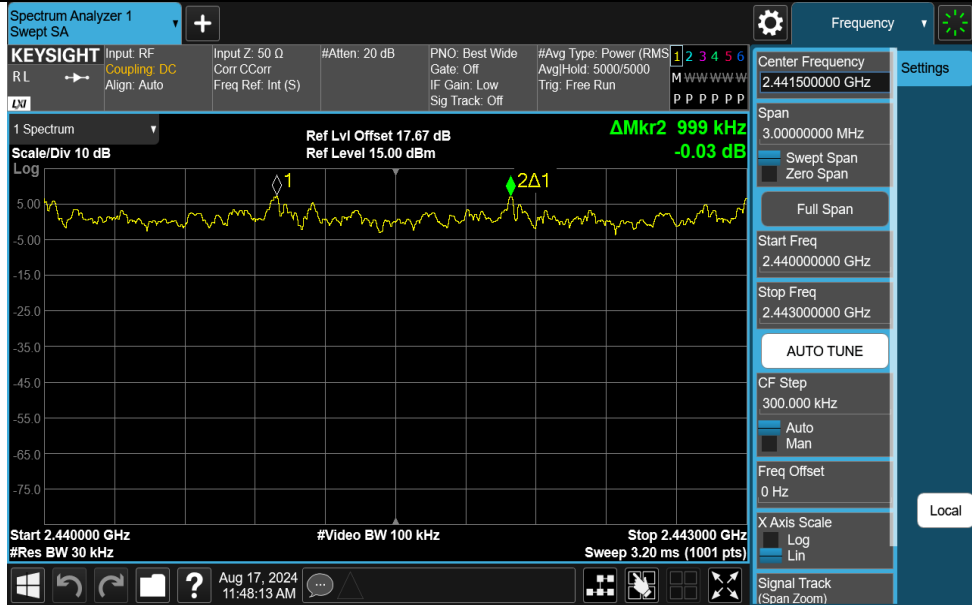 Spectrum Analyzer 1
Swept SA
+
Frequency
KEYSIGHT
R L
LXI
Input: RF
Coupling: DC
Align: Auto
Input Z: 50 Ω
Corr CCorr
Freq Ref: Int (S)
#Atten: 20 dB
PNO: Best Wide
Gate: Off
IF Gain: Low
Sig Track: Off
#Avg Type: Power (RMS
Avg|Hold: 5000/5000
Trig: Free Run
1 2 3 4 5 6
M W W W W W
P P P P P P
1 Spectrum
Scale/Div 10 dB
Log
Ref Lvl Offset 17.67 dB
Ref Level 15.00 dBm
ΔMkr2 999 kHz
-0.03 dB
1
2Δ1
5.00
-5.00
-15.0
-25.0
-35.0
-45.0
-55.0
-65.0
-75.0
Start 2.440000 GHz
#Res BW 30 kHz
#Video BW 100 kHz
Stop 2.443000 GHz
Sweep 3.20 ms (1001 pts)
Center Frequency
2.441500000 GHz
Settings
Span
3.00000000 MHz
Swept Span
Zero Span
Full Span
Start Freq
2.440000000 GHz
Stop Freq
2.443000000 GHz
AUTO TUNE
CF Step
300.000 kHz
Auto
Man
Freq Offset
0 Hz
Local
X Axis Scale
Log
Lin
Signal Track
(Span Zoom)
?
Aug 17, 2024
11:48:13 AM